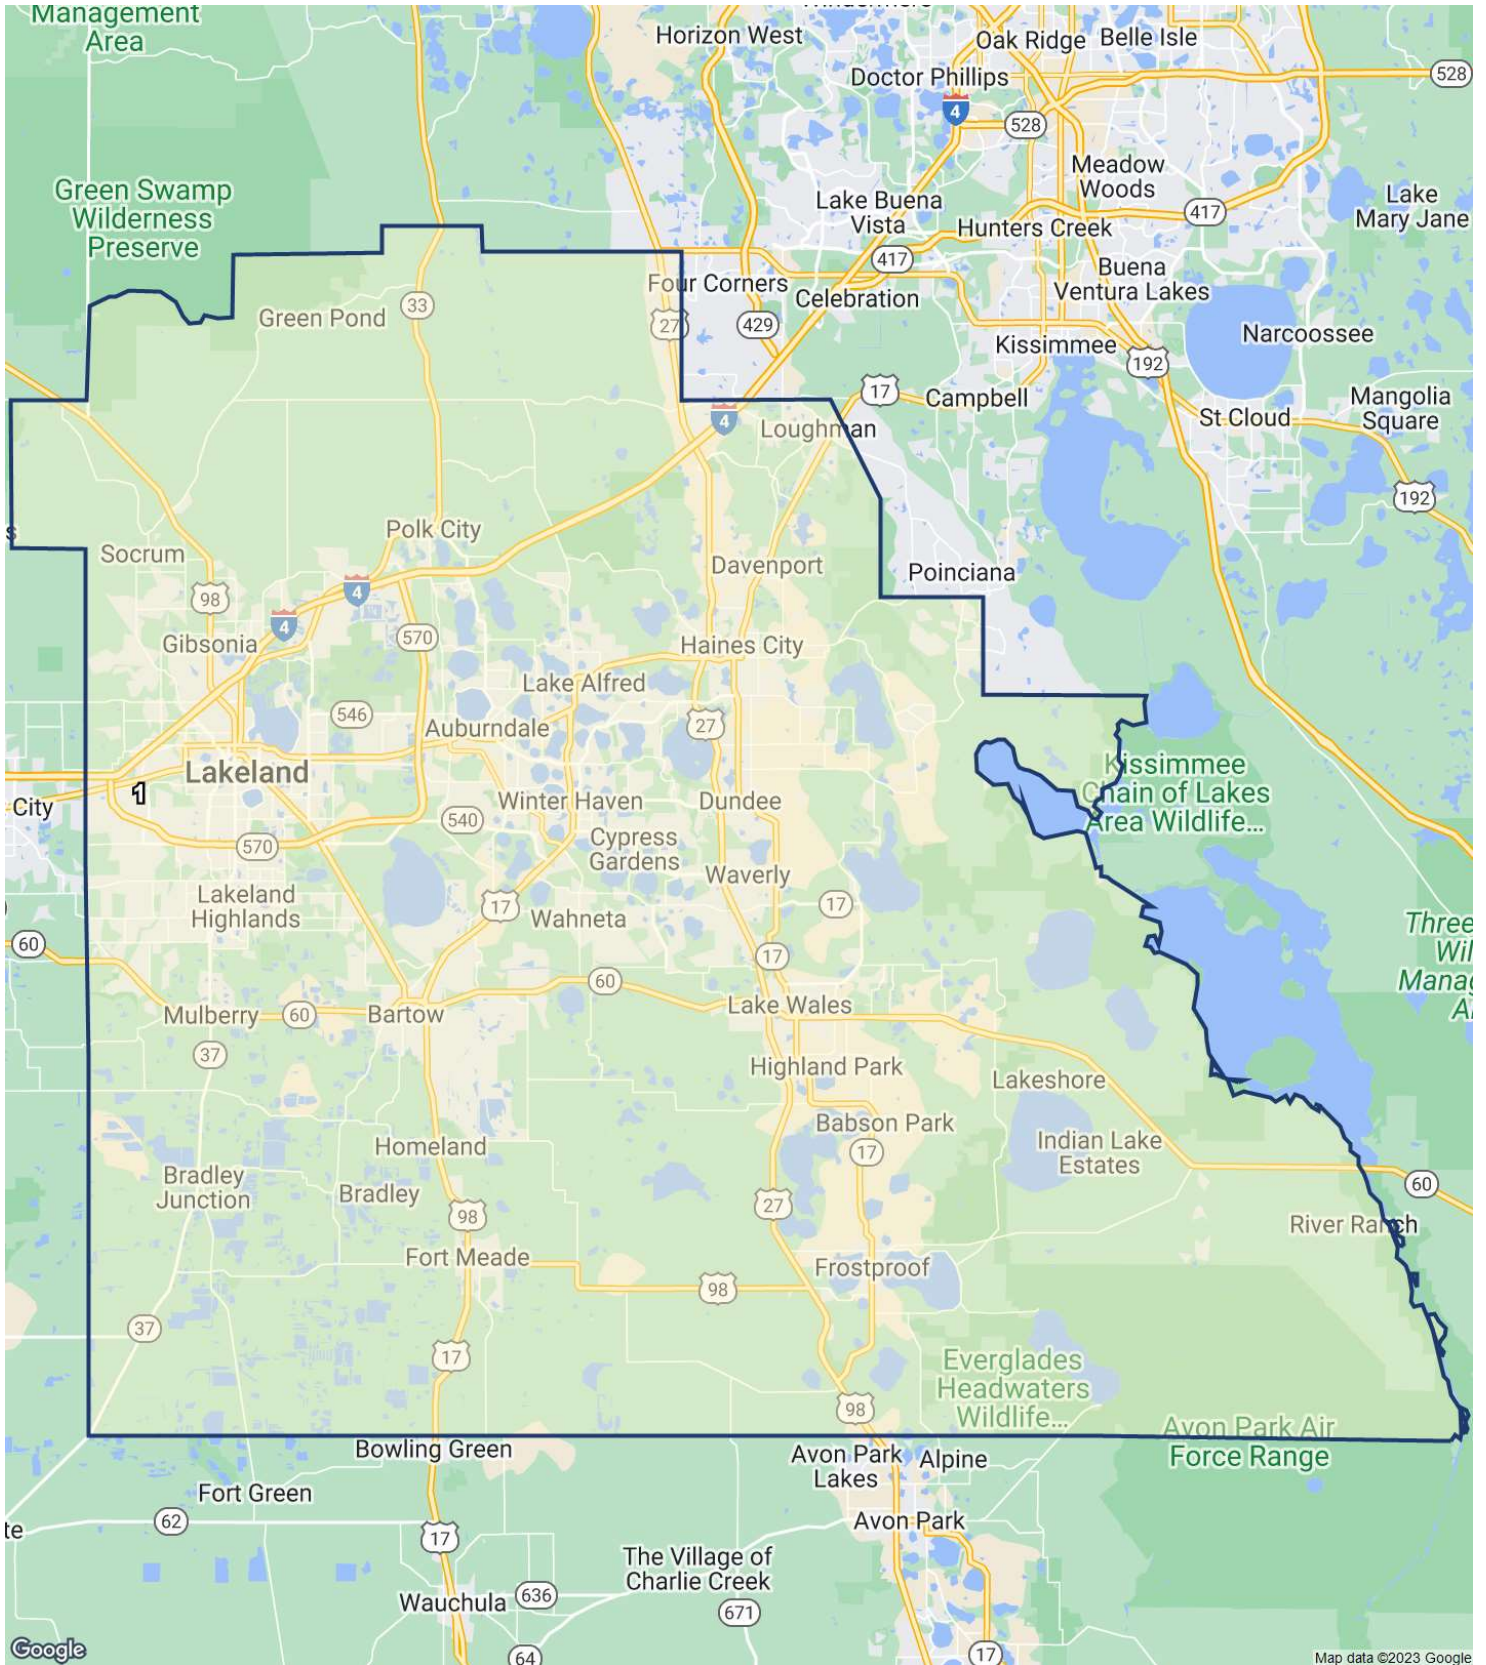 Management
Area
Horizon West
Oak Ridge
Belle Isle
Doctor Phillips
528
4
528
Green Swamp
Wilderness
Preserve
Meadow
Woods
Lake Buena
Vista
417
Lake
Mary Jane
Hunters Creek
417
Buena
Ventura Lakes
Four Corners
Celebration
Green Pond
33
27
429
Narcoossee
Kissimmee
192
17
Campbell
Mangolia
Square
St Cloud
4
Loughman
192
Polk City
Socrum
Davenport
Poinciana
98
4
4
570
Gibsonia
Haines City
Lake Alfred
546
27
Auburndale
Lakeland
Kissimmee
Chain of Lakes
Area Wildlife...
1
City
Winter Haven
Dundee
540
Cypress
Gardens
570
Waverly
Lakeland
Highlands
17
Wahneta
17
60
Three
Wil
Manag
A
17
60
Lake Wales
Mulberry
60
Bartow
37
Highland Park
Lakeshore
Babson Park
Homeland
17
Indian Lake
Estates
Bradley
Junction
Bradley
60
98
27
River Ranch
Fort Meade
Frostproof
98
37
17
Everglades
Headwaters
Wildlife...
98
Avon Park Air
Force Range
Bowling Green
Avon Park
Lakes
Alpine
Fort Green
62
Avon Park
te
17
The Village of
Charlie Creek
Wauchula
636
671
Google
64
17
Map data ©2023 Google